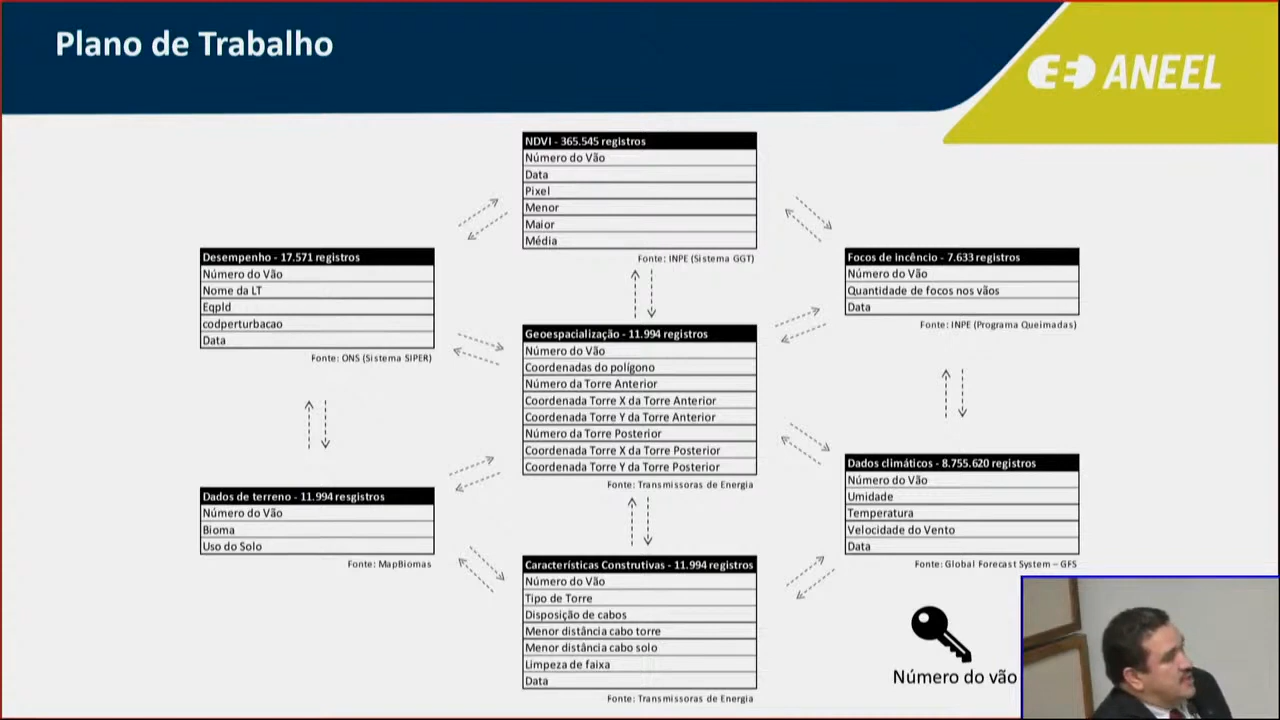 Plano de Trabalho
ANEEL
NDVI - 365.545 registros
Número do Vão
Data
Pixel
Menor
Maior
Média
Fonte: INPE (Sistema GGT)
Desempenho - 17.571 registros
Número do Vão
Nome da LT
EqpId
codperturbacao
Data
Fonte: ONS (Sistema SIPER)
Focos de incêncio - 7.633 registros
Número do Vão
Quantidade de focos nos vãos
Data
Fonte: INPE (Programa Queimadas)
Geoespacialização - 11.994 registros
Número do Vão
Coordenadas do polígono
Número da Torre Anterior
Coordenada Torre X da Torre Anterior
Coordenada Torre Y da Torre Anterior
Número da Torre Posterior
Coordenada Torre X da Torre Posterior
Coordenada Torre Y da Torre Posterior
Fonte: Transmissoras de Energia
Dados de terreno - 11.994 resgistros
Número do Vão
Bioma
Uso do Solo
Fonte: MapBiomas
Dados climáticos - 8.755.620 registros
Número do Vão
Umidade
Temperatura
Velocidade do Vento
Data
Fonte: Global Forecast System – GFS
Características Construtivas - 11.994 registros
Número do Vão
Tipo de Torre
Disposição de cabos
Menor distância cabo torre
Menor distância cabo solo
Limpeza de faixa
Data
Fonte: Transmissoras de Energia
Número do vão